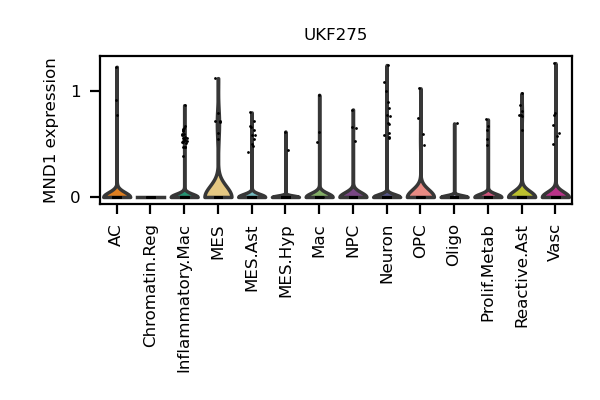 UKF275
MND1 expression
1
0
AC
Chromatin.Reg
Inflammatory.Mac
MES
MES.Ast
MES.Hyp
Mac
NPC
Neuron
OPC
Oligo
Prolif.Metab
Reactive.Ast
Vasc